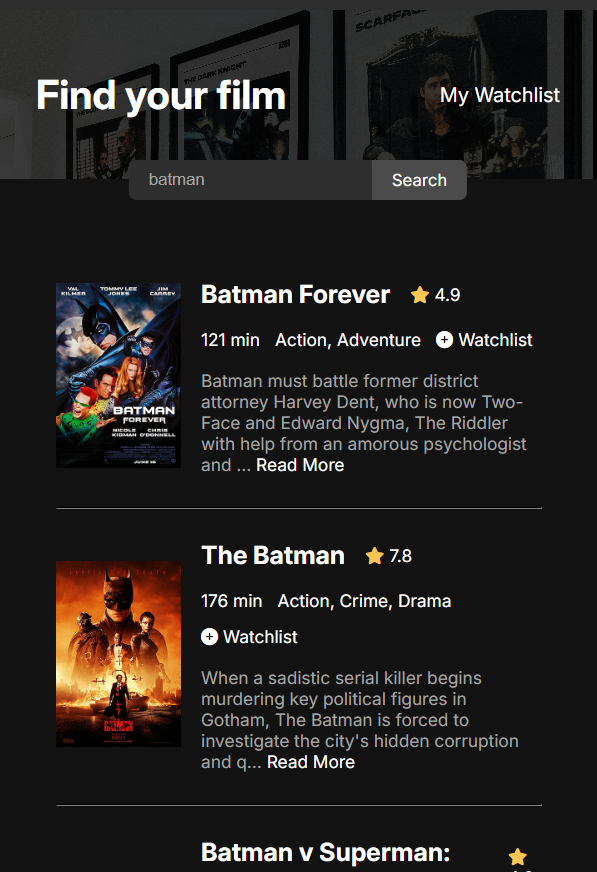 SCARFACE
THE DARK KNIGHT
Find your film
My Watchlist
batman
Search
VAL KILMER
TOMMY LEE JONES
JIM CARREY
BATMAN
FOREVER
NICOLE KIDMAN
CHRIS O'DONNELL
JUNE 16
Batman Forever
4.9
121 min Action, Adventure Watchlist
Batman must battle former district
attorney Harvey Dent, who is now Two-
Face and Edward Nygma, The Riddler
with help from an amorous psychologist
and ... Read More
The Batman
7.8
THE BATMAN
176 min Action, Crime, Drama
Watchlist
When a sadistic serial killer begins
murdering key political figures in
Gotham, The Batman is forced to
investigate the city's hidden corruption
and q... Read More
Batman v Superman: